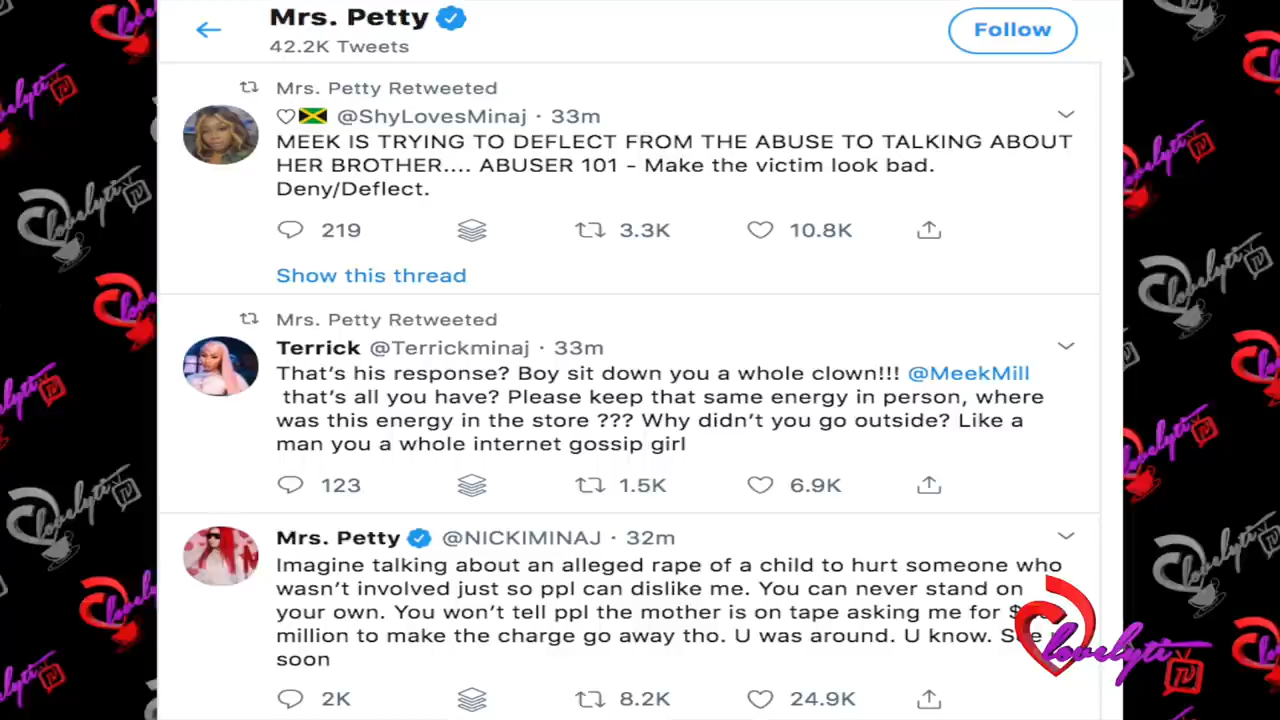 Mrs. Petty
42.2K Tweets
Follow
Mrs. Petty Retweeted
@ShyLovesMinaj · 33m
MEEK IS TRYING TO DEFLECT FROM THE ABUSE TO TALKING ABOUT
HER BROTHER.... ABUSER 101 - Make the victim look bad.
Deny/Deflect.
219 3.3K 10.8K
Show this thread
Mrs. Petty Retweeted
Terrick @Terrickminaj · 33m
That's his response? Boy sit down you a whole clown!!! @MeekMill
that's all you have? Please keep that same energy in person, where
was this energy in the store ??? Why didn't you go outside? Like a
man you a whole internet gossip girl
123 1.5K 6.9K
Mrs. Petty @NICKIMINAJ · 32m
Imagine talking about an alleged rape of a child to hurt someone who
wasn't involved just so ppl can dislike me. You can never stand on
your own. You won't tell ppl the mother is on tape asking me for
million to make the charge go away tho. U was around. U know.
soon
2K 8.2K 24.9K
lovelyti TV